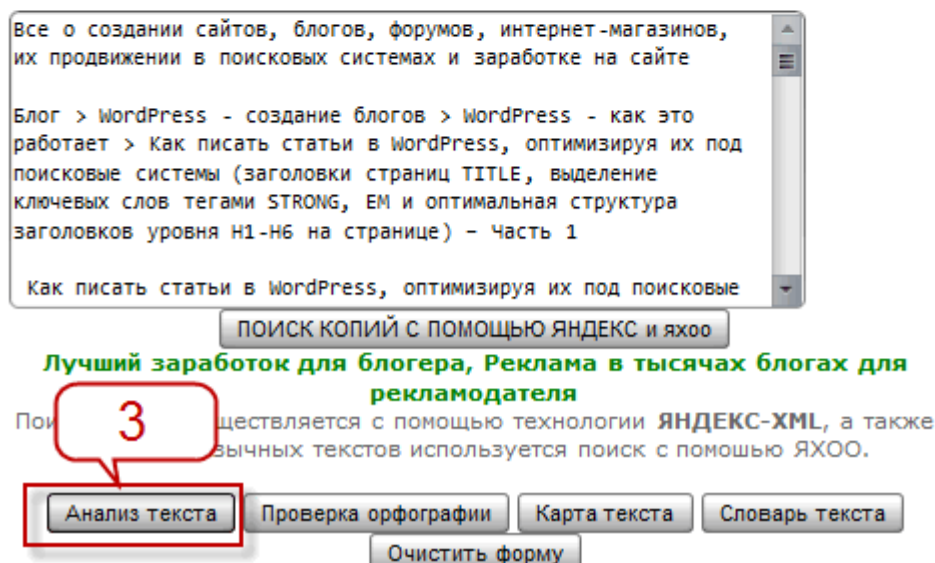 Все о создании сайтов, блогов, форумов, интернет-магазинов,
их продвижении в поисковых системах и заработке на сайте
Блог > WordPress - создание блогов > WordPress - как это
работает > Как писать статьи в WordPress, оптимизируя их под
поисковые системы (заголовки страниц TITLE, выделение
ключевых слов тегами STRONG, EM и оптимальная структура
заголовков уровня H1-H6 на странице) – Часть 1
Как писать статьи в WordPress, оптимизируя их под поисковые
ПОИСК КОПИЙ С ПОМОЩЬЮ ЯНДЕКС и яхоо
Лучший заработок для блогера, Реклама в тысячах блогах для
рекламодателя
3
с помощью технологии ЯНДЕКС-XML, а также
текстов используется поиск с помошью ЯХОО.
Анализ текста Проверка орфографии Карта текста Словарь текста
Очистить форму